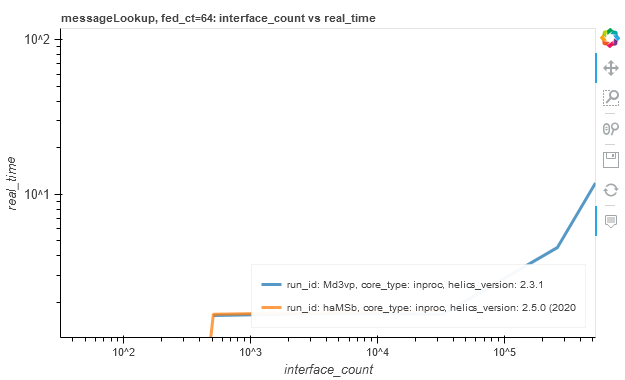 messageLookup, fed_ct=64: interface_count vs real_time
10^2
10^1
real_time
run_id: Md3vp, core_type: inproc, helics_version: 2.3.1
run_id: haMSb, core_type: inproc, helics_version: 2.5.0 (2020
10^2
10^3
10^4
10^5
interface_count